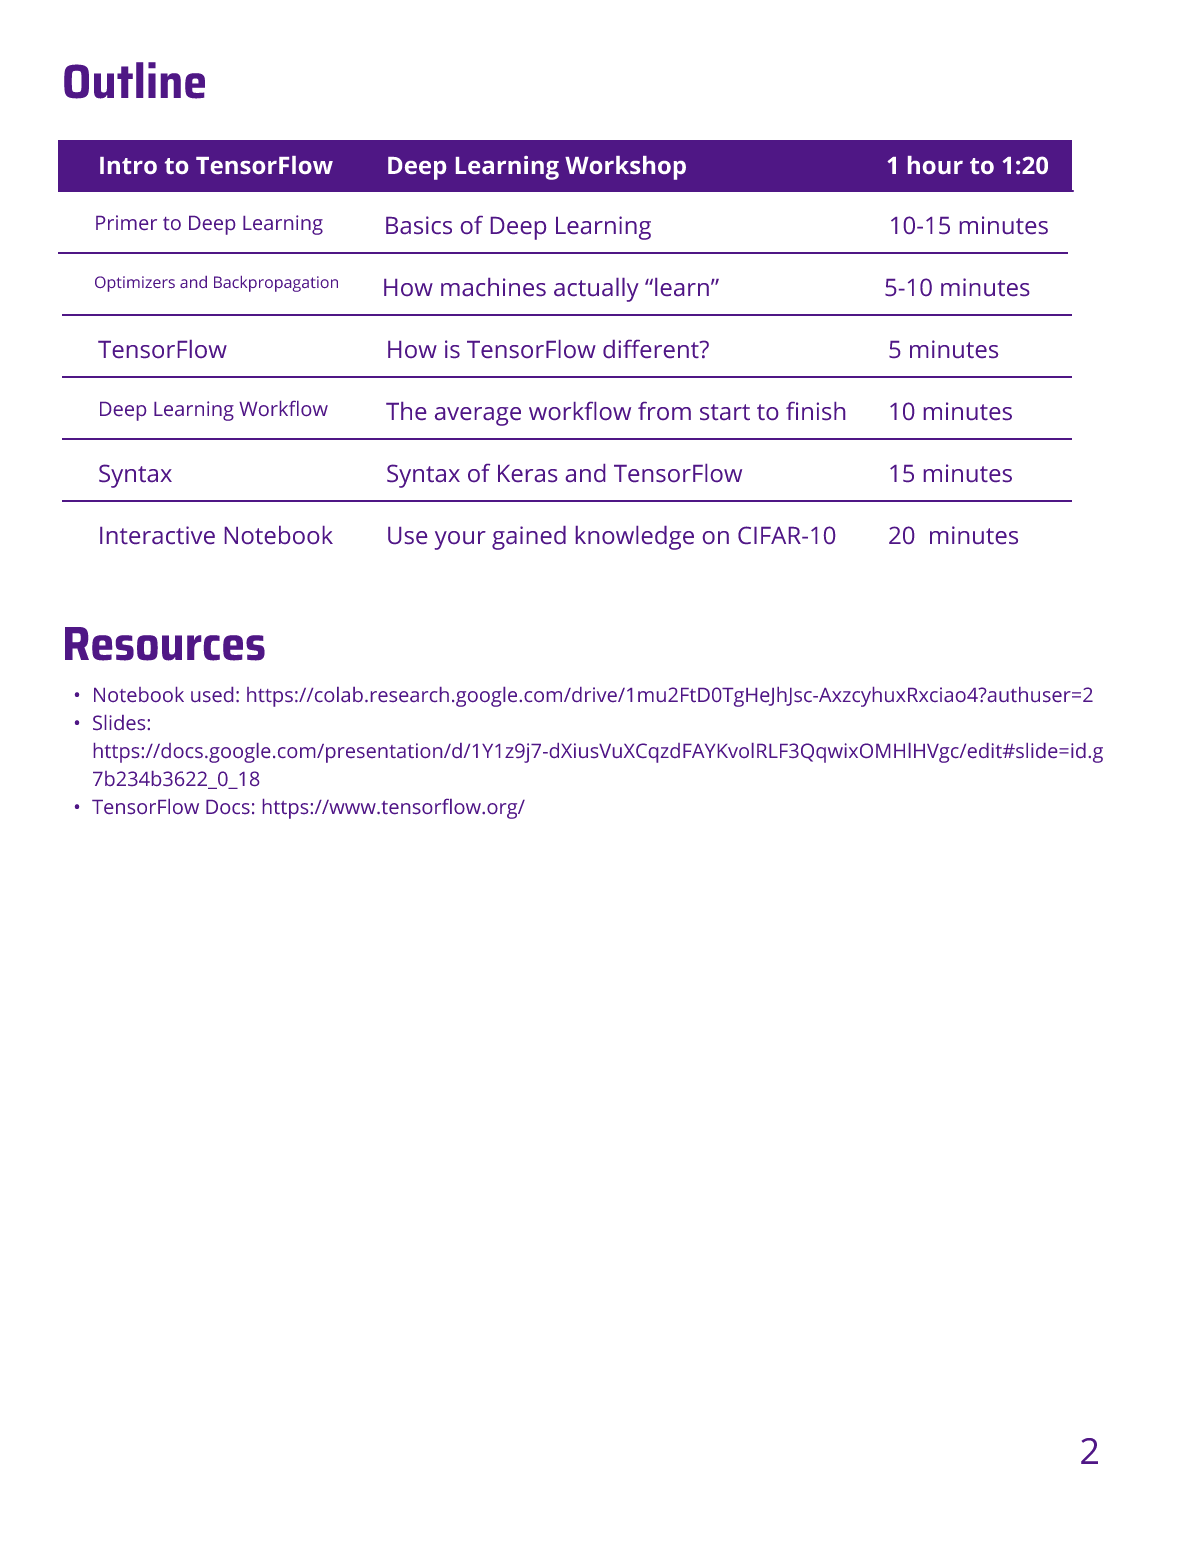 Outline
Intro to TensorFlow Deep Learning Workshop 1 hour to 1:20
Primer to Deep Learning Basics of Deep Learning 10-15 minutes
Optimizers and Backpropagation How machines actually “learn” 5-10 minutes
TensorFlow How is TensorFlow different? 5 minutes
Deep Learning Workflow The average workflow from start to finish 10 minutes
Syntax Syntax of Keras and TensorFlow 15 minutes
Interactive Notebook Use your gained knowledge on CIFAR-10 20  minutes
Resources
• Notebook used: https://colab.research.google.com/drive/1mu2FtD0TgHeJhJsc-AxzcyhuxRxciao4?authuser=2
• Slides:
https://docs.google.com/presentation/d/1Y1z9j7-dXiusVuXCqzdFAYKvolRLF3QqwixOMHlHVgc/edit#slide=id.g
7b234b3622_0_18
• TensorFlow Docs: https://www.tensorflow.org/
2